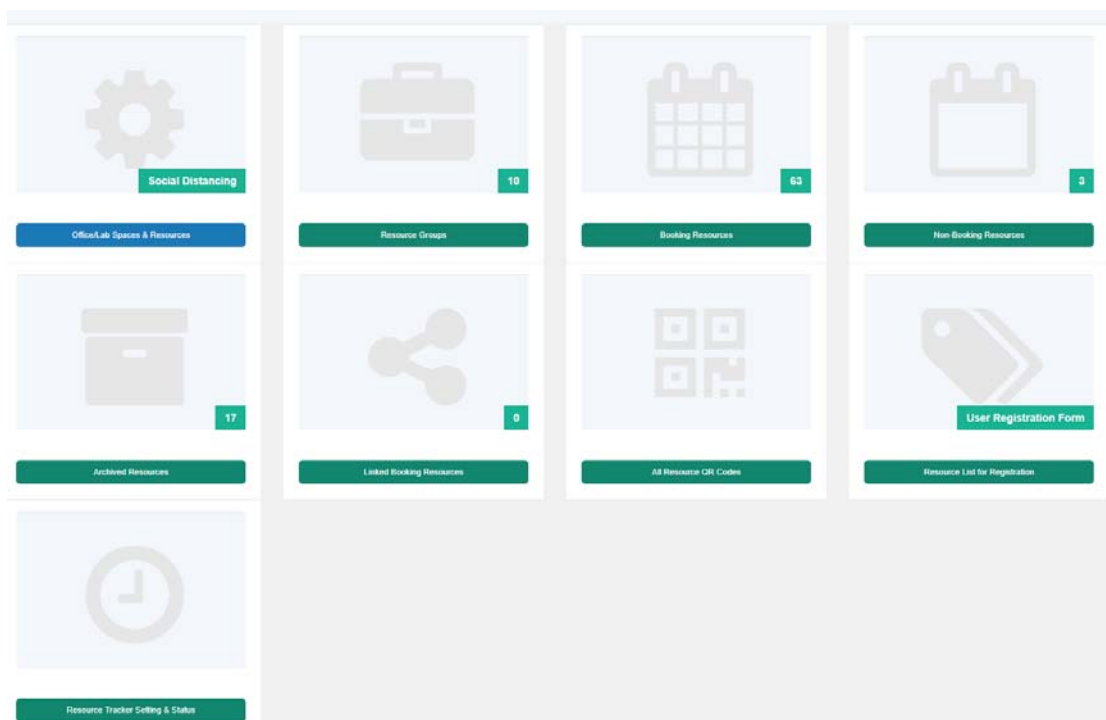 Social Distancing
10
63
3
Office/Lab Spaces & Resources
Resource Groups
Booking Resources
Non-Booking Resources
17
0
User Registration Form
Archived Resources
Linked Booking Resources
All Resource QR Codes
Resource List for Registration
Resource Tracker Setting & Status